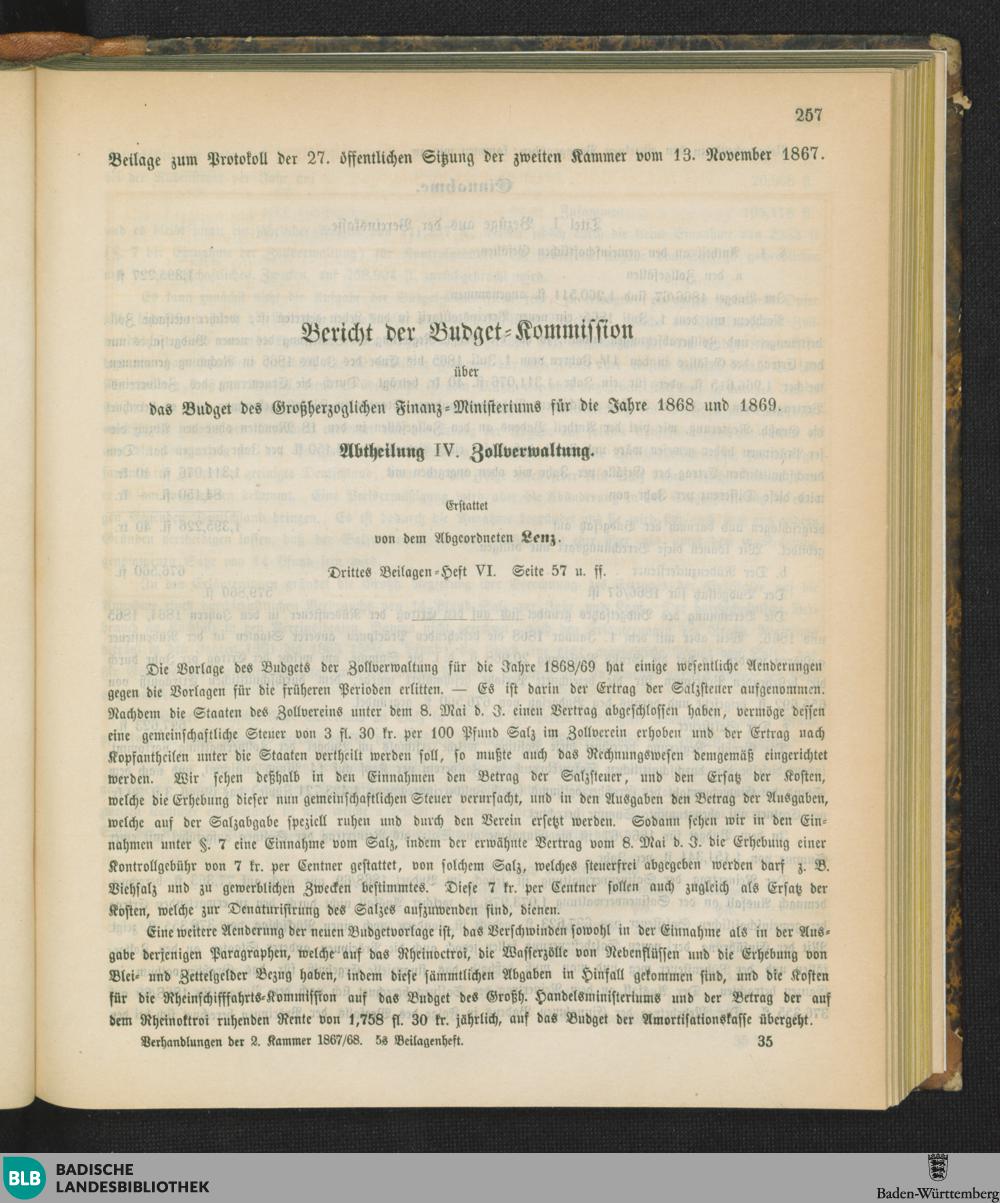 257
Beilage zum Protokoll der 27. öffentlichen Sitzung der zweiten Kammer vom 13. November 1867.
Bericht der Budget-Kommission
über
das Budget des Großherzoglichen Finanz-Ministeriums für die Jahre 1868 und 1869.
Abtheilung IV. Zollverwaltung.
Erstattet
von dem Abgeordneten Lenz.
Drittes Beilagen-Heft VI. Seite 57 u. ff.
Die Vorlage des Budgets der Zollverwaltung für die Jahre 1868/69 hat einige wesentliche Aenderungen
gegen die Vorlagen für die früheren Perioden erlitten. — Es ist darin der Ertrag der Salzsteuer aufgenommen.
Nachdem die Staaten des Zollvereins unter dem 8. Mai d. J. einen Vertrag abgeschlossen haben, vermöge dessen
eine gemeinschaftliche Steuer von 3 fl. 30 kr. per 100 Pfund Salz im Zollverein erhoben und der Ertrag nach
Kopfantheilen unter die Staaten vertheilt werden soll, so mußte auch das Rechnungswesen demgemäß eingerichtet
werden. Wir sehen deßhalb in den Einnahmen den Betrag der Salzsteuer, und den Ersatz der Kosten,
welche die Erhebung dieser nun gemeinschaftlichen Steuer verursacht, und in den Ausgaben den Betrag der Ausgaben,
welche auf der Salzabgabe speziell ruhen und durch den Verein ersetzt werden. Sodann sehen wir in den Ein-
nahmen unter §. 7 eine Einnahme vom Salz, indem der erwähnte Vertrag vom 8. Mai d. J. die Erhebung einer
Kontrollgebühr von 7 kr. per Centner gestattet, von solchem Salz, welches steuerfrei abgegeben werden darf z. B.
Viehsalz und zu gewerblichen Zwecken bestimmtes. Diese 7 kr. per Centner sollen auch zugleich als Ersatz der
Kosten, welche zur Denaturisirung des Salzes aufzuwenden sind, dienen.
Eine weitere Aenderung der neuen Budgetvorlage ist, das Verschwinden sowohl in der Einnahme als in der Aus-
gabe derjenigen Paragraphen, welche auf das Rheinoctroi, die Wasserzölle von Nebenflüssen und die Erhebung von
Blei- und Zettelgelder Bezug haben, indem diese sämmtlichen Abgaben in Hinfall gekommen sind, und die Kosten
für die Rheinschifffahrts-Kommission auf das Budget des Großh. Handelsministeriums und der Betrag der auf
dem Rheinoktroi ruhenden Rente von 1,758 fl. 30 kr. jährlich, auf das Budget der Amortisationskasse übergeht.
Verhandlungen der 2. Kammer 1867/68. 5s Beilagenheft.
35
BLB
BADISCHE
LANDESBIBLIOTHEK
Baden-Württemberg